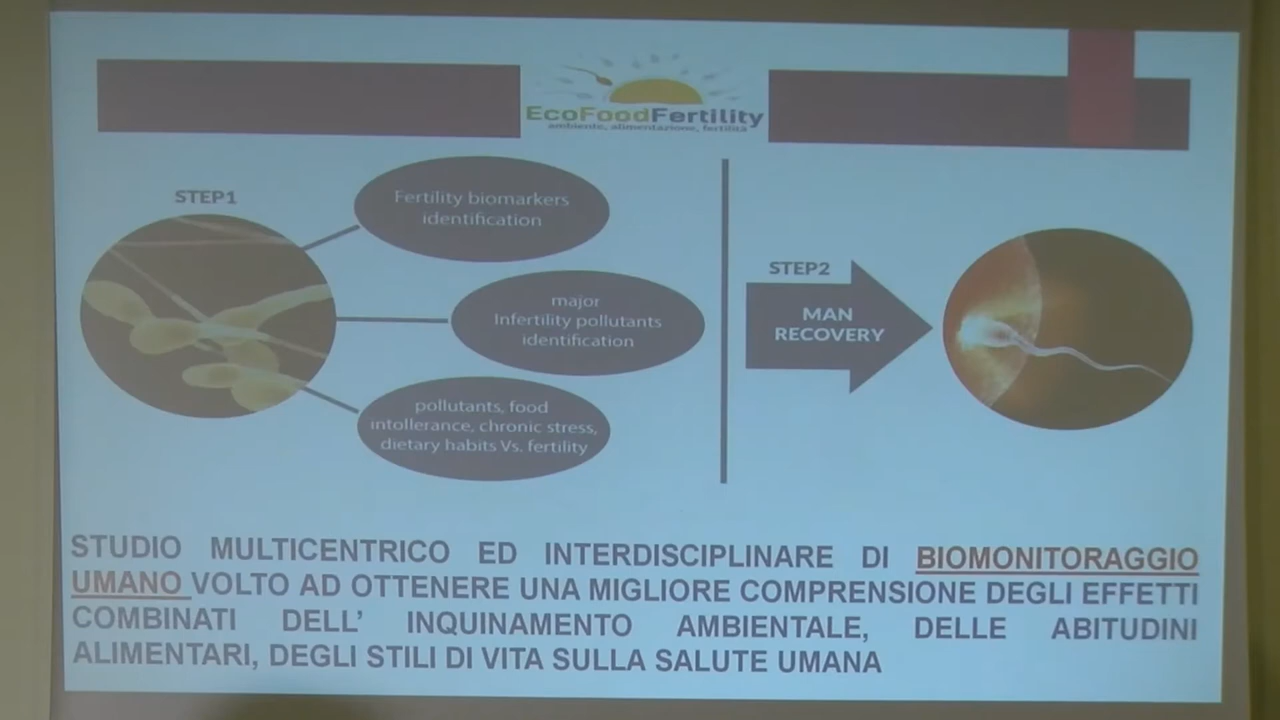 EcoFoodFertility
ambiente, alimentazione, fertilità
STEP1
Fertility biomarkers
identification
major
Infertility pollutants
identification
pollutants, food
intollerance, chronic stress,
dietary habits Vs. fertility
STEP2
MAN
RECOVERY
STUDIO MULTICENTRICO ED INTERDISCIPLINARE DI BIOMONITORAGGIO
UMANO VOLTO AD OTTENERE UNA MIGLIORE COMPRENSIONE DEGLI EFFETTI
COMBINATI DELL’ INQUINAMENTO AMBIENTALE, DELLE ABITUDINI
ALIMENTARI, DEGLI STILI DI VITA SULLA SALUTE UMANA